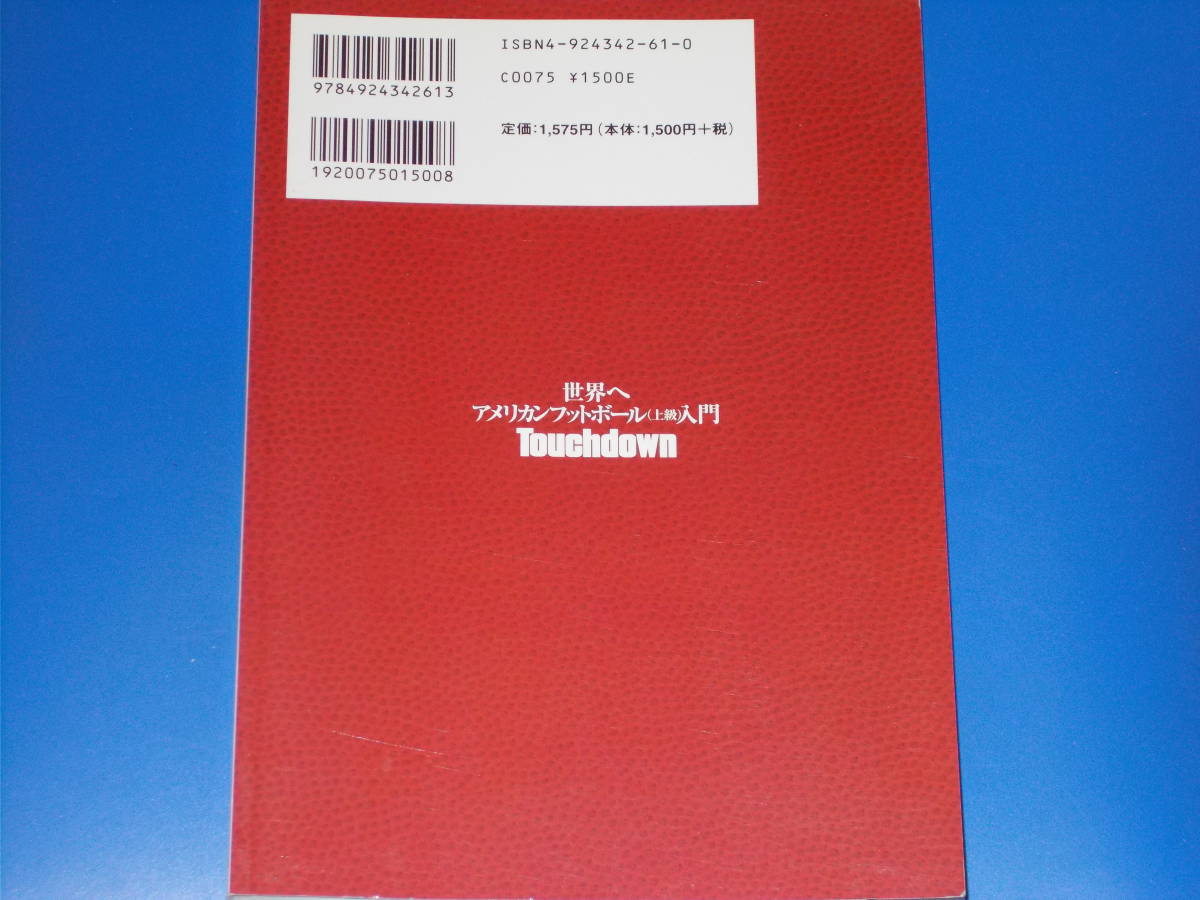 ISBN4-924342-61-0
C0075 ¥1500E
9784924342613
定価:1,575円(本体:1,500円+税)
1920075015008
世界へ
アメリカンフットボール(上級)入門
Touchdown